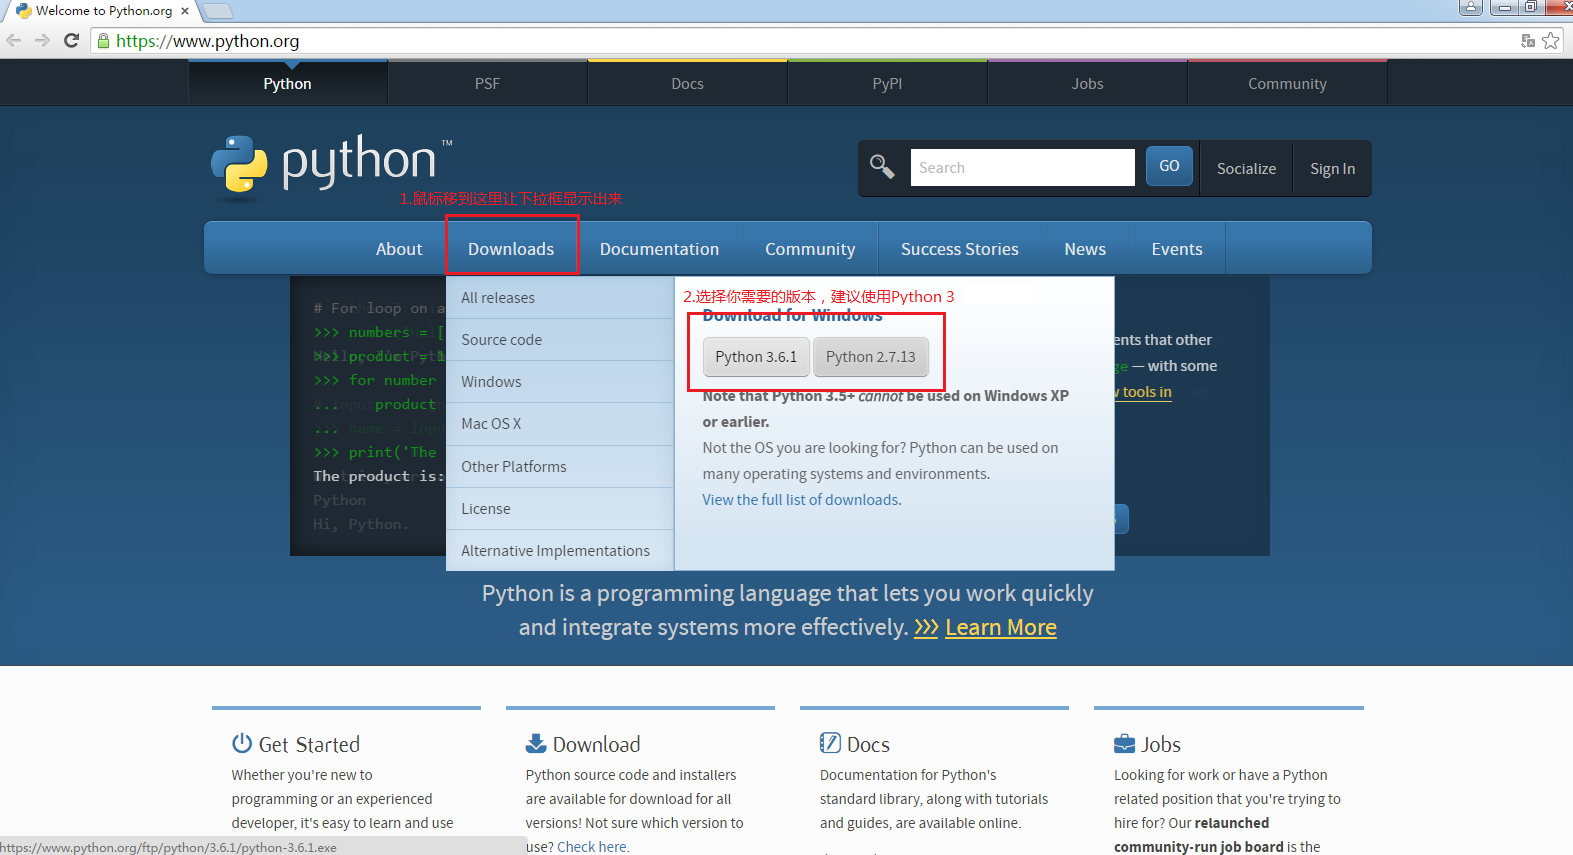 Welcome to Python.org
https://www.python.org
Python
PSF
Docs
PyPI
Jobs
Community
python™
Search
GO
Socialize
Sign In
1.鼠标移到这里让下拉框显示出来
About
Downloads
Documentation
Community
Success Stories
News
Events
# For loop on a
>>> numbers = [
>>> product = 1
>>> for number
... product
...
>>> print('The
The product is:
Python
Hi, Python.
All releases
Source code
Windows
Mac OS X
Other Platforms
License
Alternative Implementations
2.选择你需要的版本，建议使用Python 3
Download for Windows
Python 3.6.1
Python 2.7.13
Note that Python 3.5+ cannot be used on Windows XP
or earlier.
Not the OS you are looking for? Python can be used on
many operating systems and environments.
View the full list of downloads.
ents that other
ge — with some
tools in
Python is a programming language that lets you work quickly
and integrate systems more effectively. >>> Learn More
Get Started
Whether you're new to
programming or an experienced
developer, it's easy to learn and use
Download
Python source code and installers
are available for download for all
versions! Not sure which version to
use? Check here.
Docs
Documentation for Python's
standard library, along with tutorials
and guides, are available online.
Jobs
Looking for work or have a Python
related position that you're trying to
hire for? Our relaunched
community-run job board is the
https://www.python.org/ftp/python/3.6.1/python-3.6.1.exe